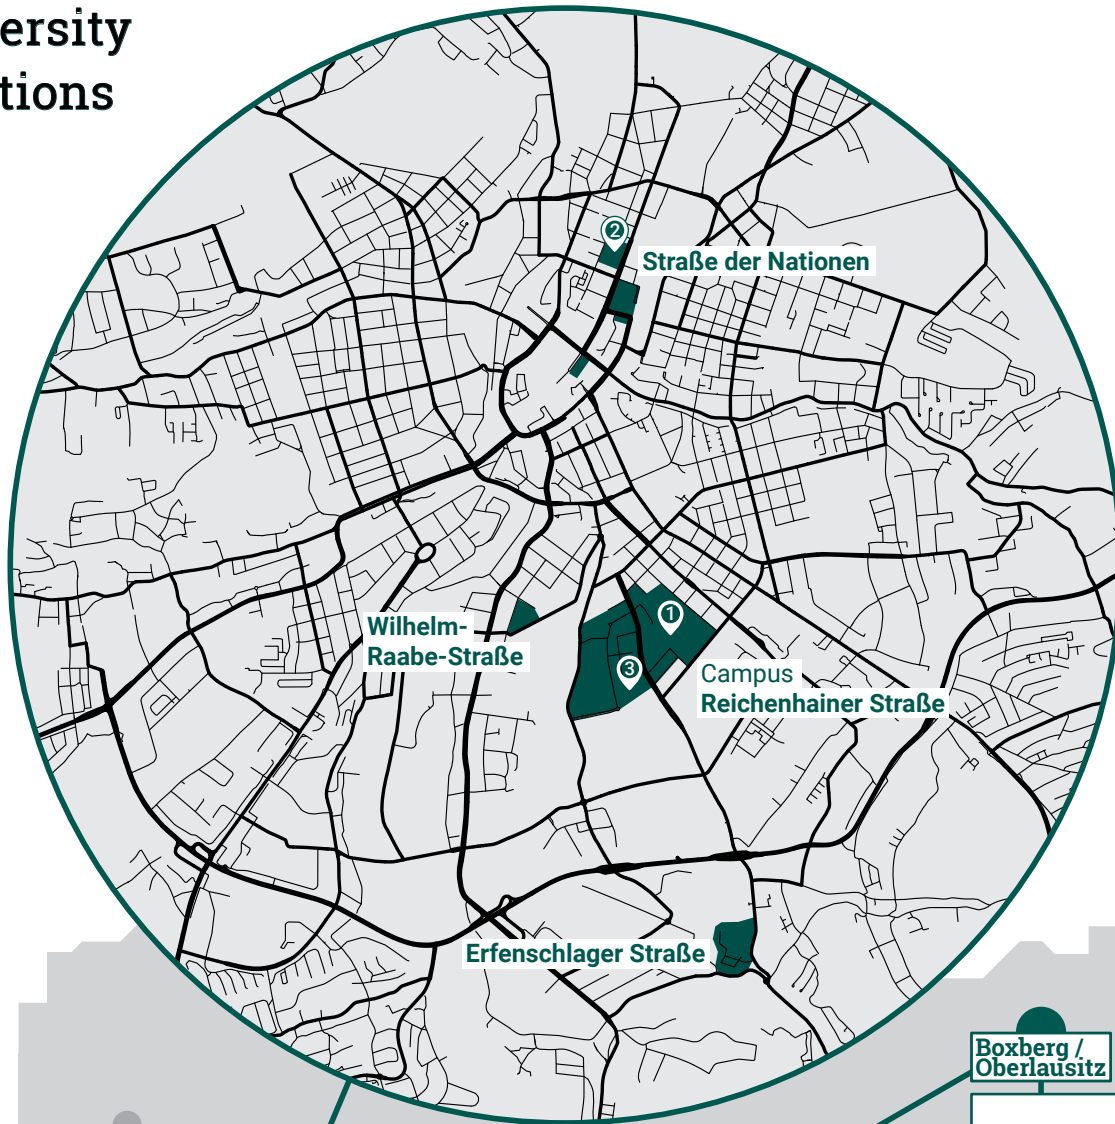 ersity
tions
2
Straße der Nationen
Wilhelm-
Raabe-Straße
1
3
Campus
Reichenhainer Straße
Erfenschlager Straße
Boxberg /
Oberlausitz